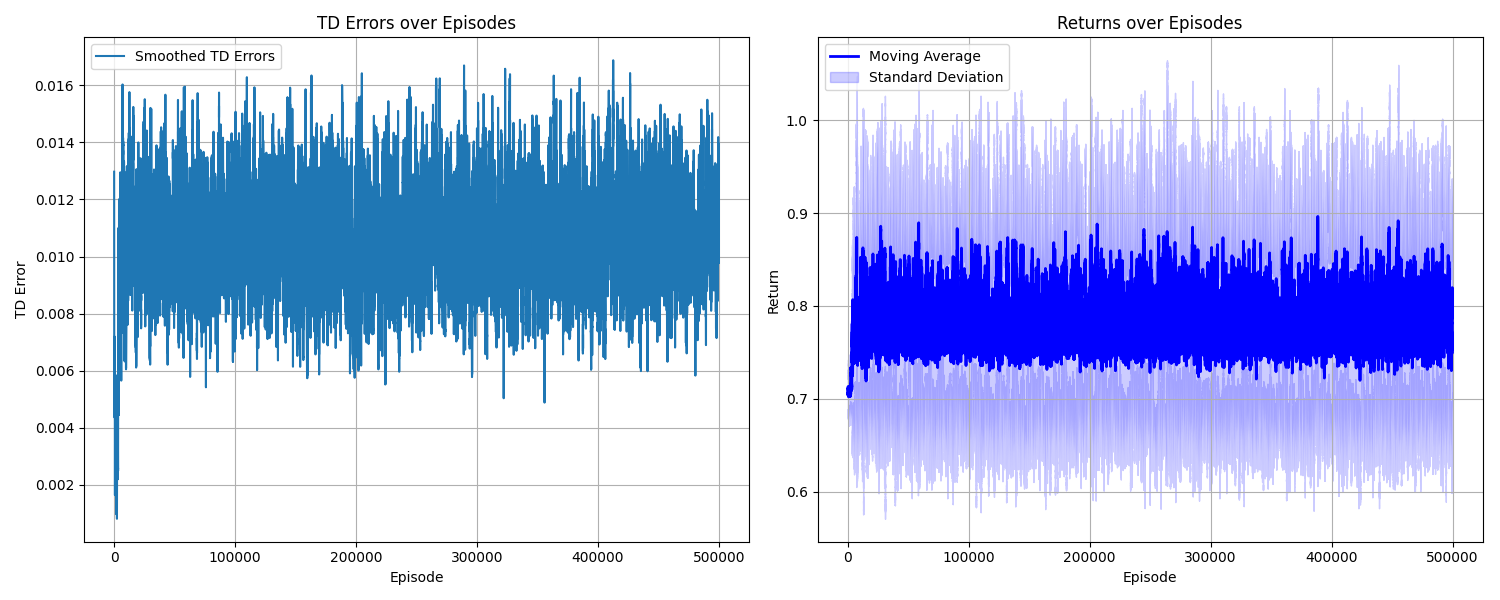 TD Errors over Episodes
Smoothed TD Errors
0.016
0.014
0.012
0.010
0.008
0.006
0.004
0.002
TD Error
0 100000 200000 300000 400000 500000
Episode
Returns over Episodes
Moving Average
Standard Deviation
1.0
0.9
0.8
0.7
0.6
Return
0 100000 200000 300000 400000 500000
Episode